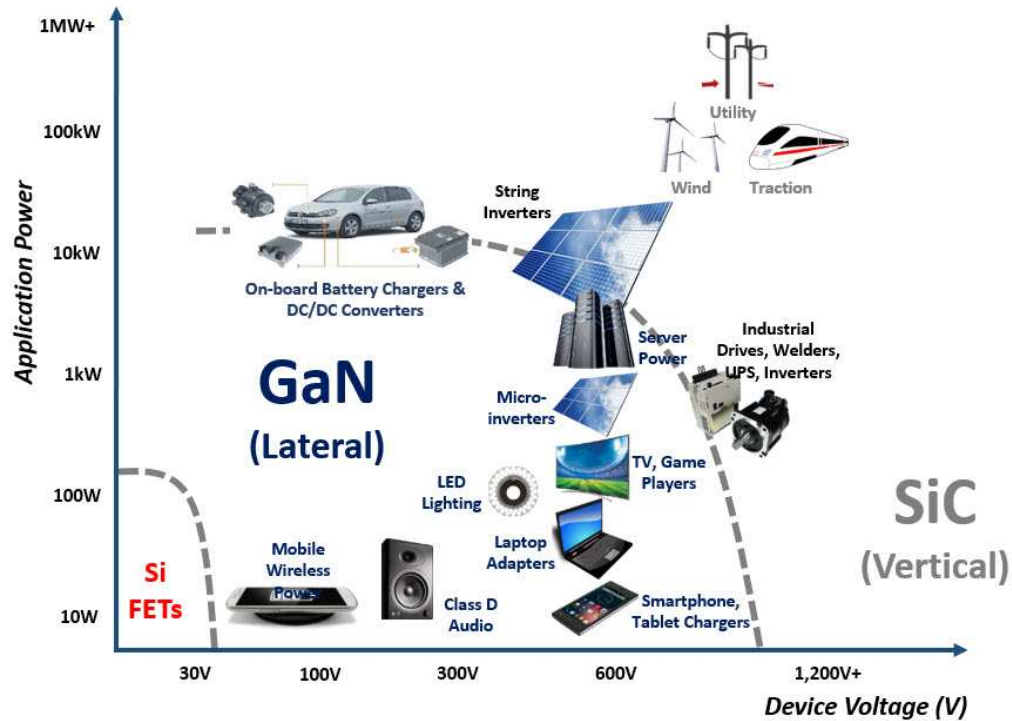 1MW+
100kW
10kW
1kW
100W
10W
Application Power
Utility
Wind
Traction
String
Inverters
On-board Battery Chargers &
DC/DC Converters
Server
Power
Industrial
Drives, Welders,
UPS, Inverters
GaN
(Lateral)
Micro-
inverters
TV, Game
Players
LED
Lighting
SiC
(Vertical)
Laptop
Adapters
Si
FETs
Mobile
Wireless
Power
Class D
Audio
Smartphone,
Tablet Chargers
30V
100V
300V
600V
1,200V+
Device Voltage (V)